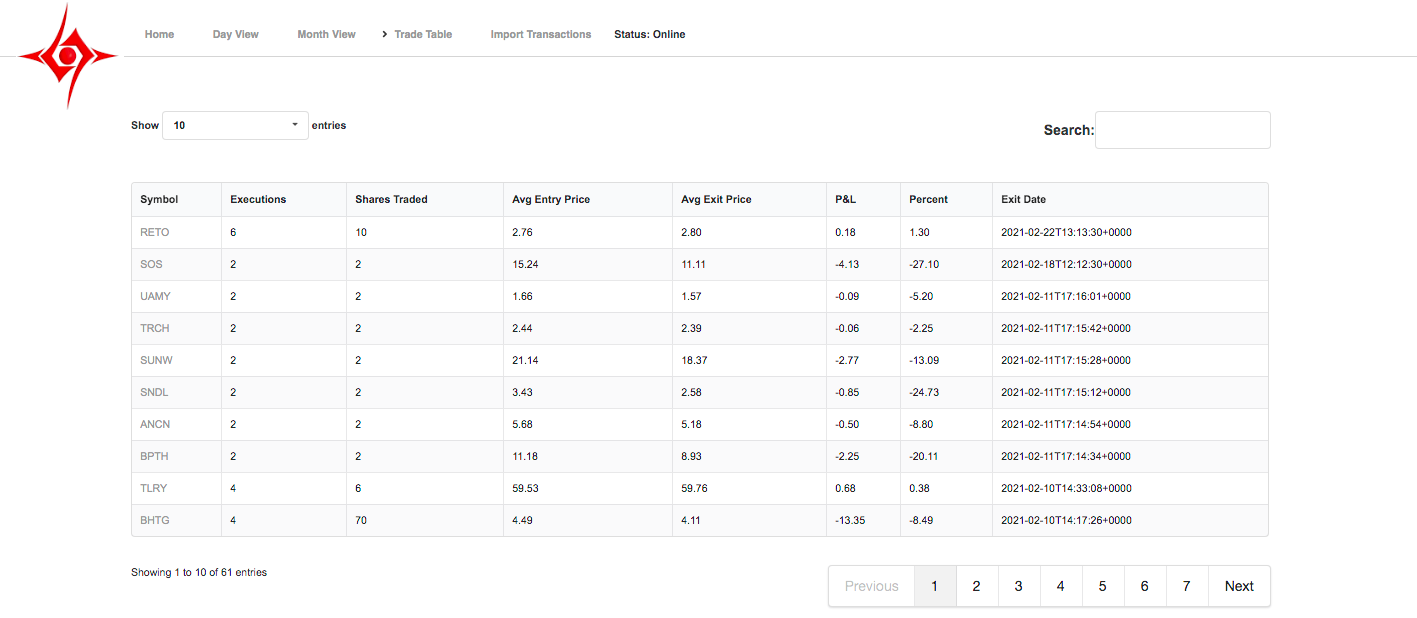 Home Day View Month View Trade Table Import Transactions Status: Online
Show 10 entries Search:
Symbol Executions Shares Traded Avg Entry Price Avg Exit Price P&L Percent Exit Date
RETO 6 10 2.76 2.80 0.18 1.30 2021-02-22T13:13:30+0000
SOS 2 2 15.24 11.11 -4.13 -27.10 2021-02-18T12:12:30+0000
UAMY 2 2 1.66 1.57 -0.09 -5.20 2021-02-11T17:16:01+0000
TRCH 2 2 2.44 2.39 -0.06 -2.25 2021-02-11T17:15:42+0000
SUNW 2 2 21.14 18.37 -2.77 -13.09 2021-02-11T17:15:28+0000
SNDL 2 2 3.43 2.58 -0.85 -24.73 2021-02-11T17:15:12+0000
ANCN 2 2 5.68 5.18 -0.50 -8.80 2021-02-11T17:14:54+0000
BPTH 2 2 11.18 8.93 -2.25 -20.11 2021-02-11T17:14:34+0000
TLRY 4 6 59.53 59.76 0.68 0.38 2021-02-10T14:33:08+0000
BHTG 4 70 4.49 4.11 -13.35 -8.49 2021-02-10T14:17:26+0000
Showing 1 to 10 of 61 entries
Previous 1 2 3 4 5 6 7 Next